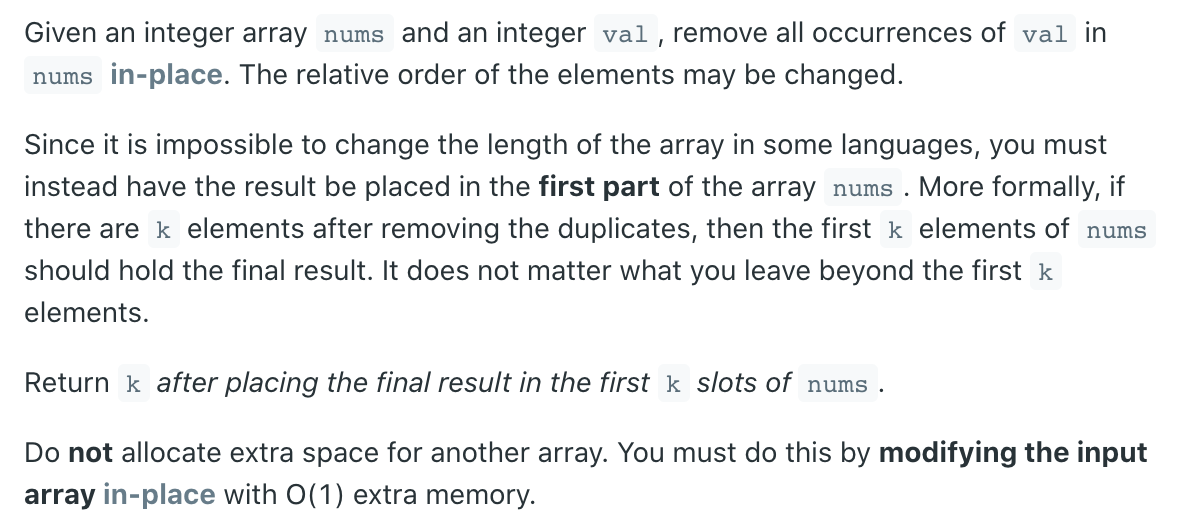 Given an integer array nums and an integer val , remove all occurrences of val in
nums in-place. The relative order of the elements may be changed.
Since it is impossible to change the length of the array in some languages, you must
instead have the result be placed in the first part of the array nums . More formally, if
there are k elements after removing the duplicates, then the first k elements of nums
should hold the final result. It does not matter what you leave beyond the first k
elements.
Return k after placing the final result in the first k slots of nums .
Do not allocate extra space for another array. You must do this by modifying the input
array in-place with O(1) extra memory.